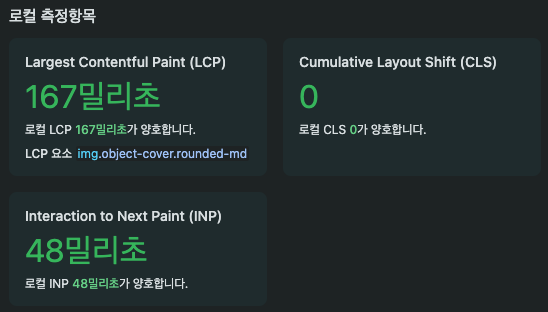 로컬 측정항목
Largest Contentful Paint (LCP)
167밀리초
로컬 LCP 167밀리초가 양호합니다.
LCP 요소 img.object-cover.rounded-md
Cumulative Layout Shift (CLS)
0
로컬 CLS 0가 양호합니다.
Interaction to Next Paint (INP)
48밀리초
로컬 INP 48밀리초가 양호합니다.